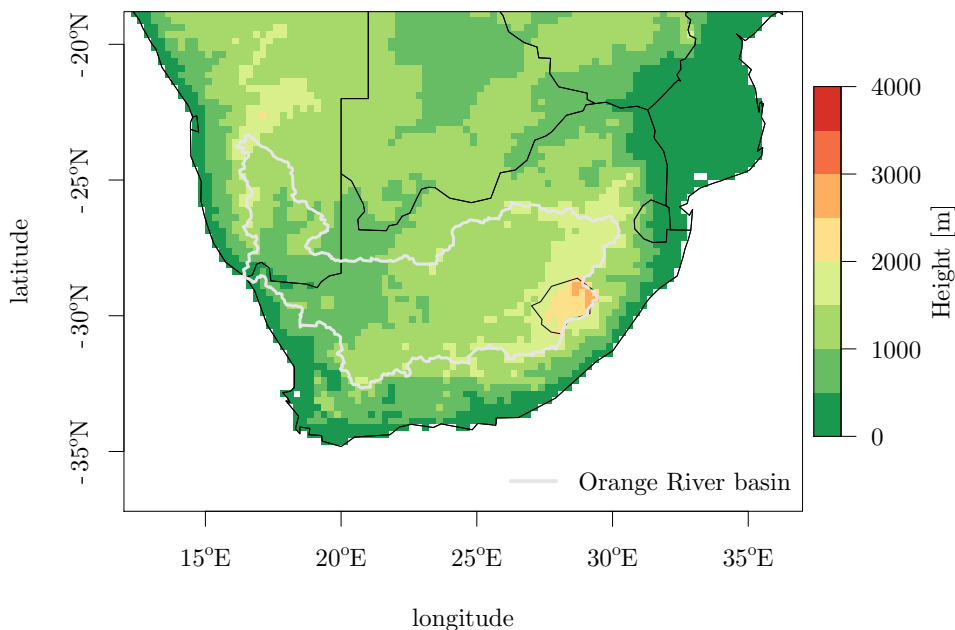 -20°N
-25°N
-30°N
-35°N
latitude
15°E
20°E
25°E
30°E
35°E
longitude
Orange River basin
4000
3000
2000
1000
0
Height [m]